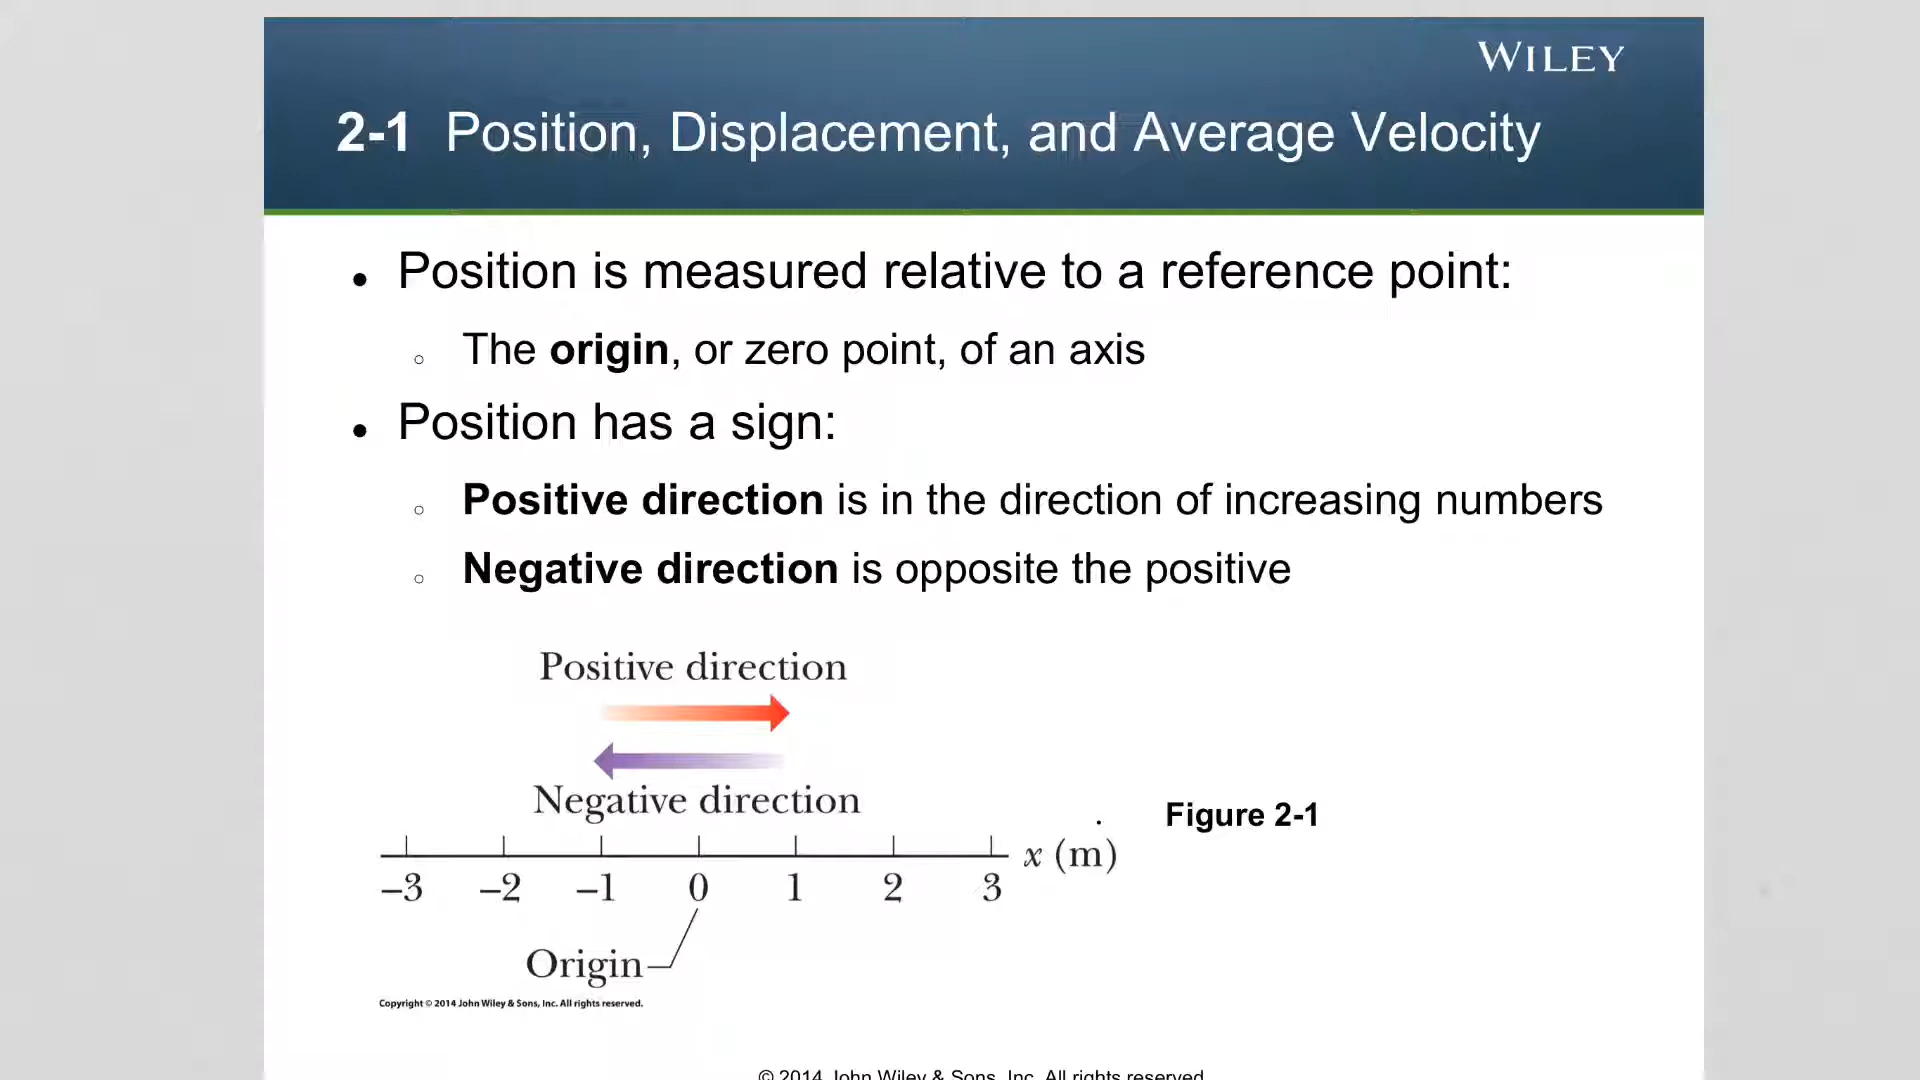 WILEY
2-1 Position, Displacement, and Average Velocity
Position is measured relative to a reference point:
The origin, or zero point, of an axis
Position has a sign:
Positive direction is in the direction of increasing numbers
Negative direction is opposite the positive
Positive direction
Negative direction
Figure 2-1
x (m)
–3 –2 –1 0 1 2 3
Origin
Copyright © 2014 John Wiley & Sons, Inc. All rights reserved.
© 2014 John Wiley & Sons, Inc. All rights reserved.